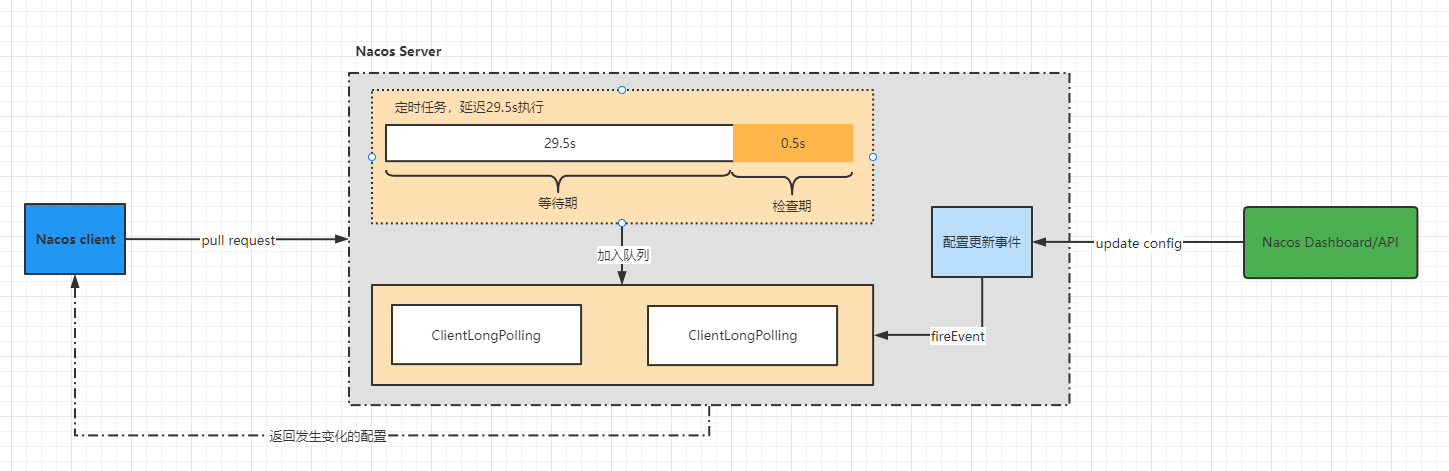 Nacos Server
定时任务，延迟29.5s执行
29.5s
0.5s
等待期
检查期
Nacos client
pull request
加入队列
配置更新事件
update config
Nacos Dashboard/API
ClientLongPolling
ClientLongPolling
fireEvent
返回发生变化的配置